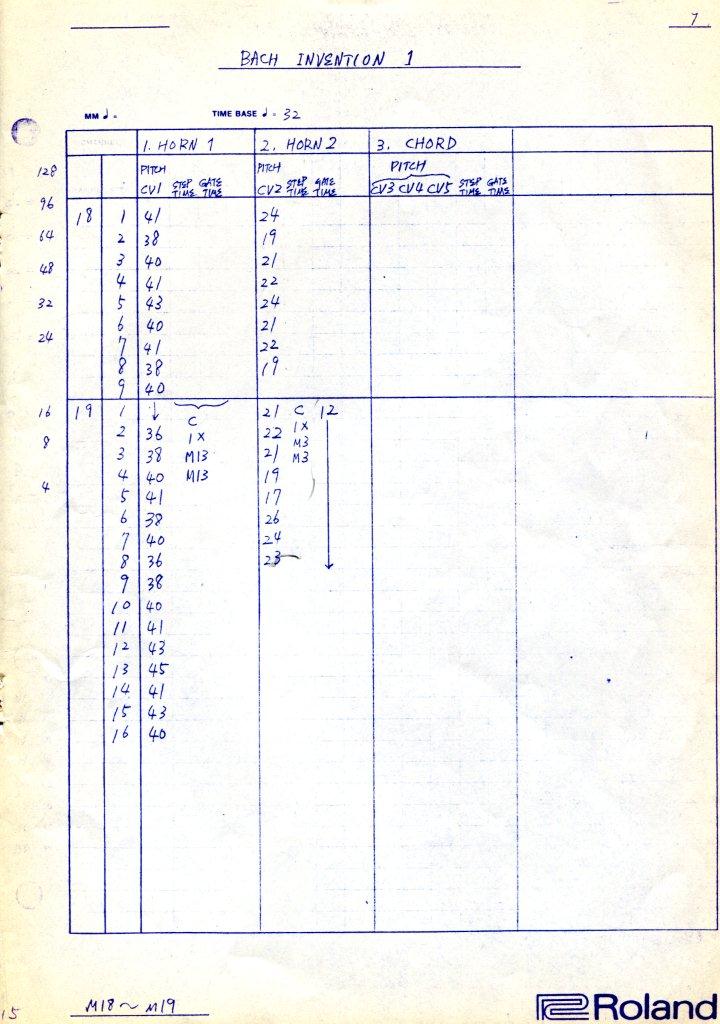 7
BACH INVENTION 1
MM ♩ =    TIME BASE ♩ = 32
1. HORN 1    2. HORN 2    3. CHORD
128    PITCH    PITCH    PITCH
CV1 STEP TIME GATE TIME    CV2 STEP TIME GATE TIME    CV3 CV4 CV5 STEP TIME GATE TIME
96    18    1    41    24
64    2    38    19
48    3    40    21
4    41    22
32    5    43    24
6    40    21
24    7    41    22
8    38    19
9    40
16    19    1    ↓    C    21    C    12
8    2    36    1X    22    1X
3    38    M13    21    M3
4    4    40    M13    19    M3
5    41    17
6    38    26
7    40    24
8    36    23
9    38
10    40
11    41
12    43
13    45
14    41
15    43
16    40
15    M18~M19    Roland